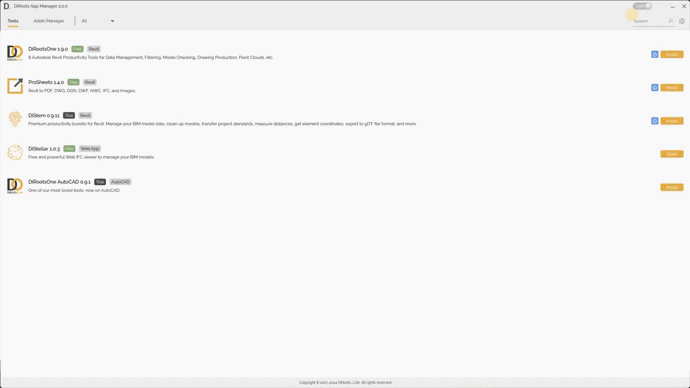 D. DiRoots App Manager 2.0.0
Tools Addin Manager All Search
DiRootsOne 1.9.0 Free Revit
8 Autodesk Revit Productivity Tools for Data Management, Filtering, Model Checking, Drawing Production, Point Clouds, etc.
Install
ProSheets 1.4.0 Free Revit
Revit to PDF, DWG, DGN, DWF, NWC, IFC, and Images.
Install
DiStem 0.9.11 Trial Revit
Premium productivity bundle for Revit. Manage your BIM model data, clean up models, transfer project standards, measure distances, get element coordinates, export to glTF file format, and more.
Install
DiStellar 1.0.3 Free Web App
Free and powerful Web IFC viewer to manage your BIM models
Open
DiRootsOne AutoCAD 0.9.1 Trial AutoCAD
One of our most loved tools, now on AutoCAD.
Install
Copyright © 2017-2024 DiRoots, LDA. All rights reserved